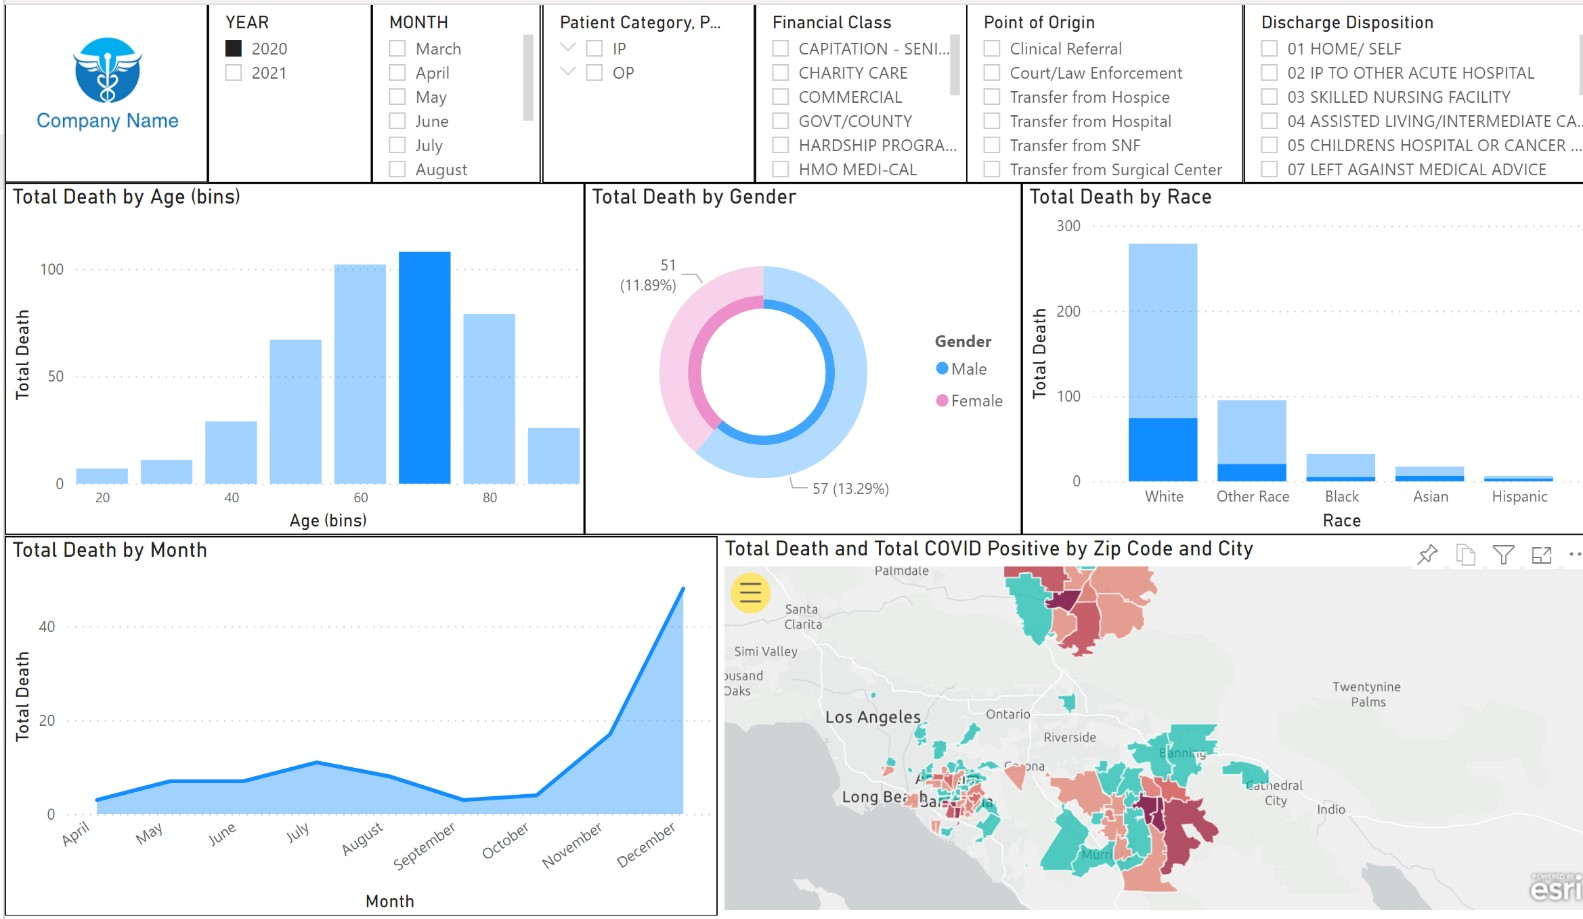 Company Name
YEAR
2020
2021
MONTH
March
April
May
June
July
August
Patient Category, P...
IP
OP
Financial Class
CAPITATION - SENI...
CHARITY CARE
COMMERCIAL
GOVT/COUNTY
HARDSHIP PROGRA...
HMO MEDI-CAL
Point of Origin
Clinical Referral
Court/Law Enforcement
Transfer from Hospice
Transfer from Hospital
Transfer from SNF
Transfer from Surgical Center
Discharge Disposition
01 HOME/ SELF
02 IP TO OTHER ACUTE HOSPITAL
03 SKILLED NURSING FACILITY
04 ASSISTED LIVING/INTERMEDIATE CA...
05 CHILDRENS HOSPITAL OR CANCER ...
07 LEFT AGAINST MEDICAL ADVICE
Total Death by Age (bins)
Total Death
100
50
0
20
40
60
80
Age (bins)
Total Death by Gender
51
(11.89%)
57 (13.29%)
Gender
Male
Female
Total Death by Race
Total Death
300
200
100
0
White
Other Race
Black
Asian
Hispanic
Race
Total Death by Month
Total Death
40
20
0
April
May
June
July
August
September
October
November
December
Month
Total Death and Total COVID Positive by Zip Code and City
Palmdale
Santa
Clarita
Simi Valley
ousand
Oaks
Twentynine
Palms
Los Angeles
Ontario
Riverside
Banning
Cathedral
City
Indio
Long Beach
Murri
POWERED BY
esri